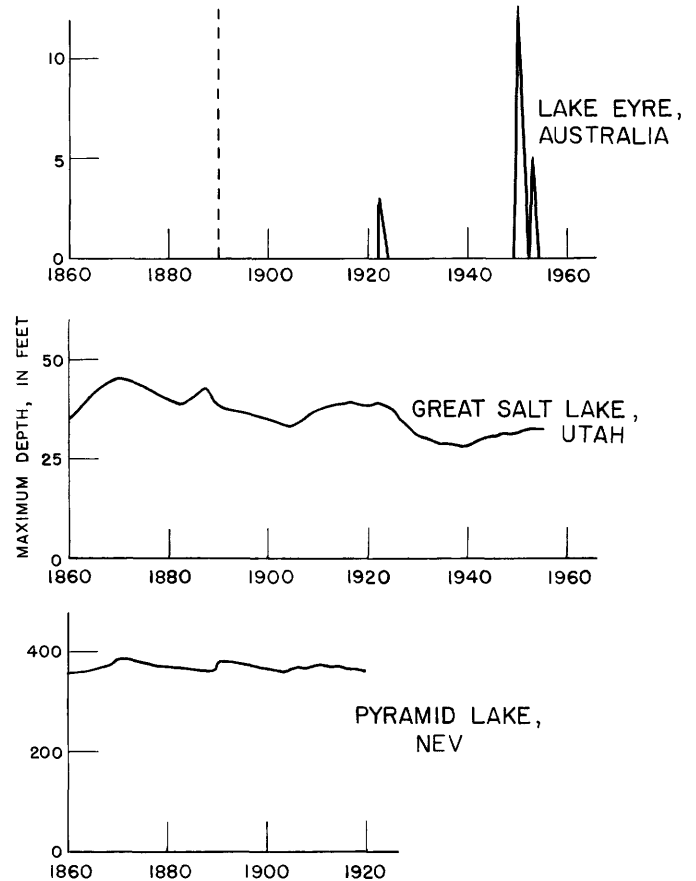 10
5
0
LAKE EYRE,
AUSTRALIA
1860 1880 1900 1920 1940 1960
MAXIMUM DEPTH, IN FEET
50
25
0
GREAT SALT LAKE,
UTAH
1860 1880 1900 1920 1940 1960
400
200
0
PYRAMID LAKE,
NEV
1860 1880 1900 1920